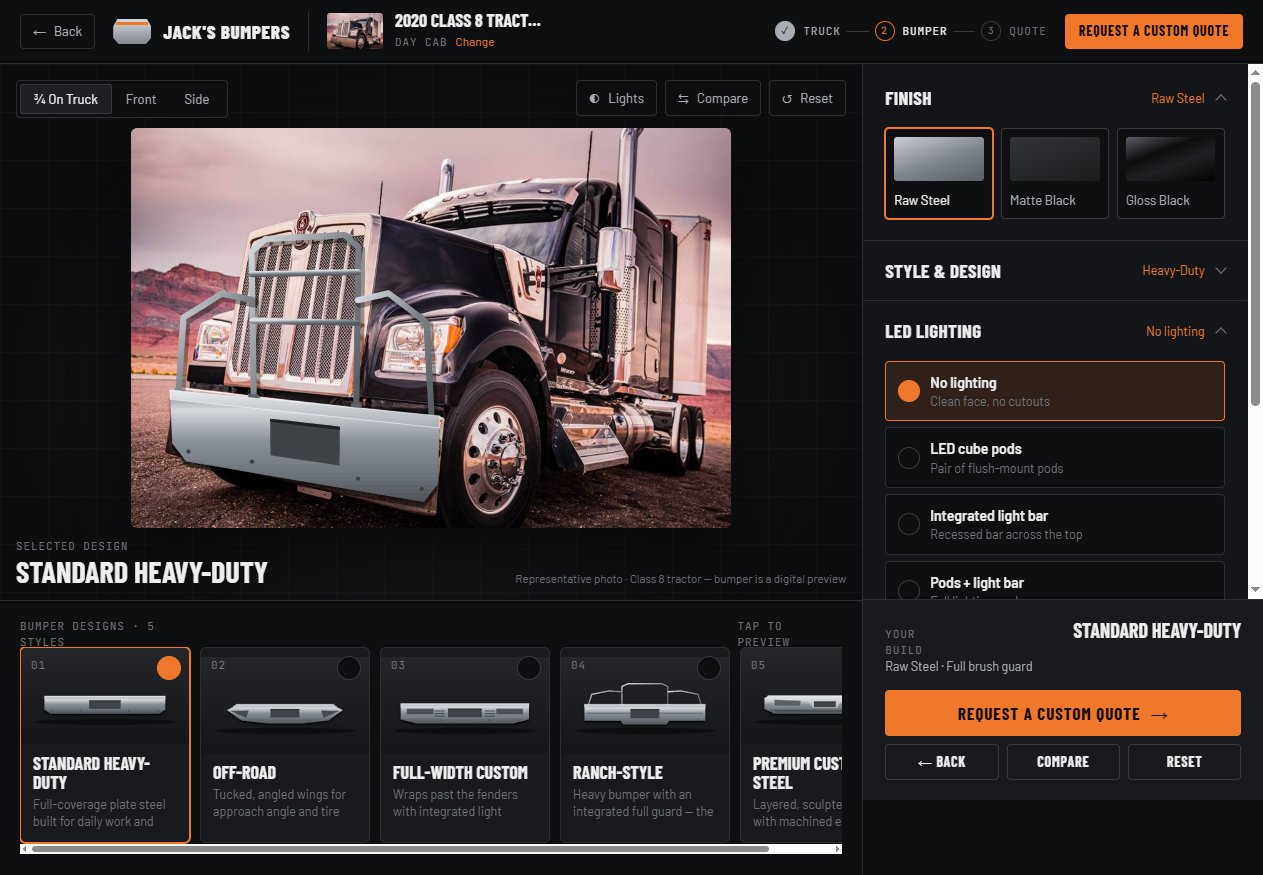 ← Back
JACK'S BUMPERS
2020 CLASS 8 TRACT...
DAY CAB Change
✓ TRUCK
2 BUMPER
3 QUOTE
REQUEST A CUSTOM QUOTE
¾ On Truck
Front
Side
Lights
Compare
Reset
SELECTED DESIGN
STANDARD HEAVY-DUTY
Representative photo · Class 8 tractor — bumper is a digital preview
BUMPER DESIGNS · 5
STYLES
TAP TO
PREVIEW
01
STANDARD HEAVY-
DUTY
Full-coverage plate steel
built for daily work and
02
OFF-ROAD
Tucked, angled wings for
approach angle and tire
03
FULL-WIDTH CUSTOM
Wraps past the fenders
with integrated light
04
RANCH-STYLE
Heavy bumper with an
integrated full guard — the
05
PREMIUM CUST
STEEL
Layered, sculpte
with machined e
FINISH
Raw Steel
Raw Steel
Matte Black
Gloss Black
STYLE & DESIGN
Heavy-Duty
LED LIGHTING
No lighting
No lighting
Clean face, no cutouts
LED cube pods
Pair of flush-mount pods
Integrated light bar
Recessed bar across the top
Pods + light bar
YOUR
BUILD
STANDARD HEAVY-DUTY
Raw Steel · Full brush guard
REQUEST A CUSTOM QUOTE →
← BACK
COMPARE
RESET